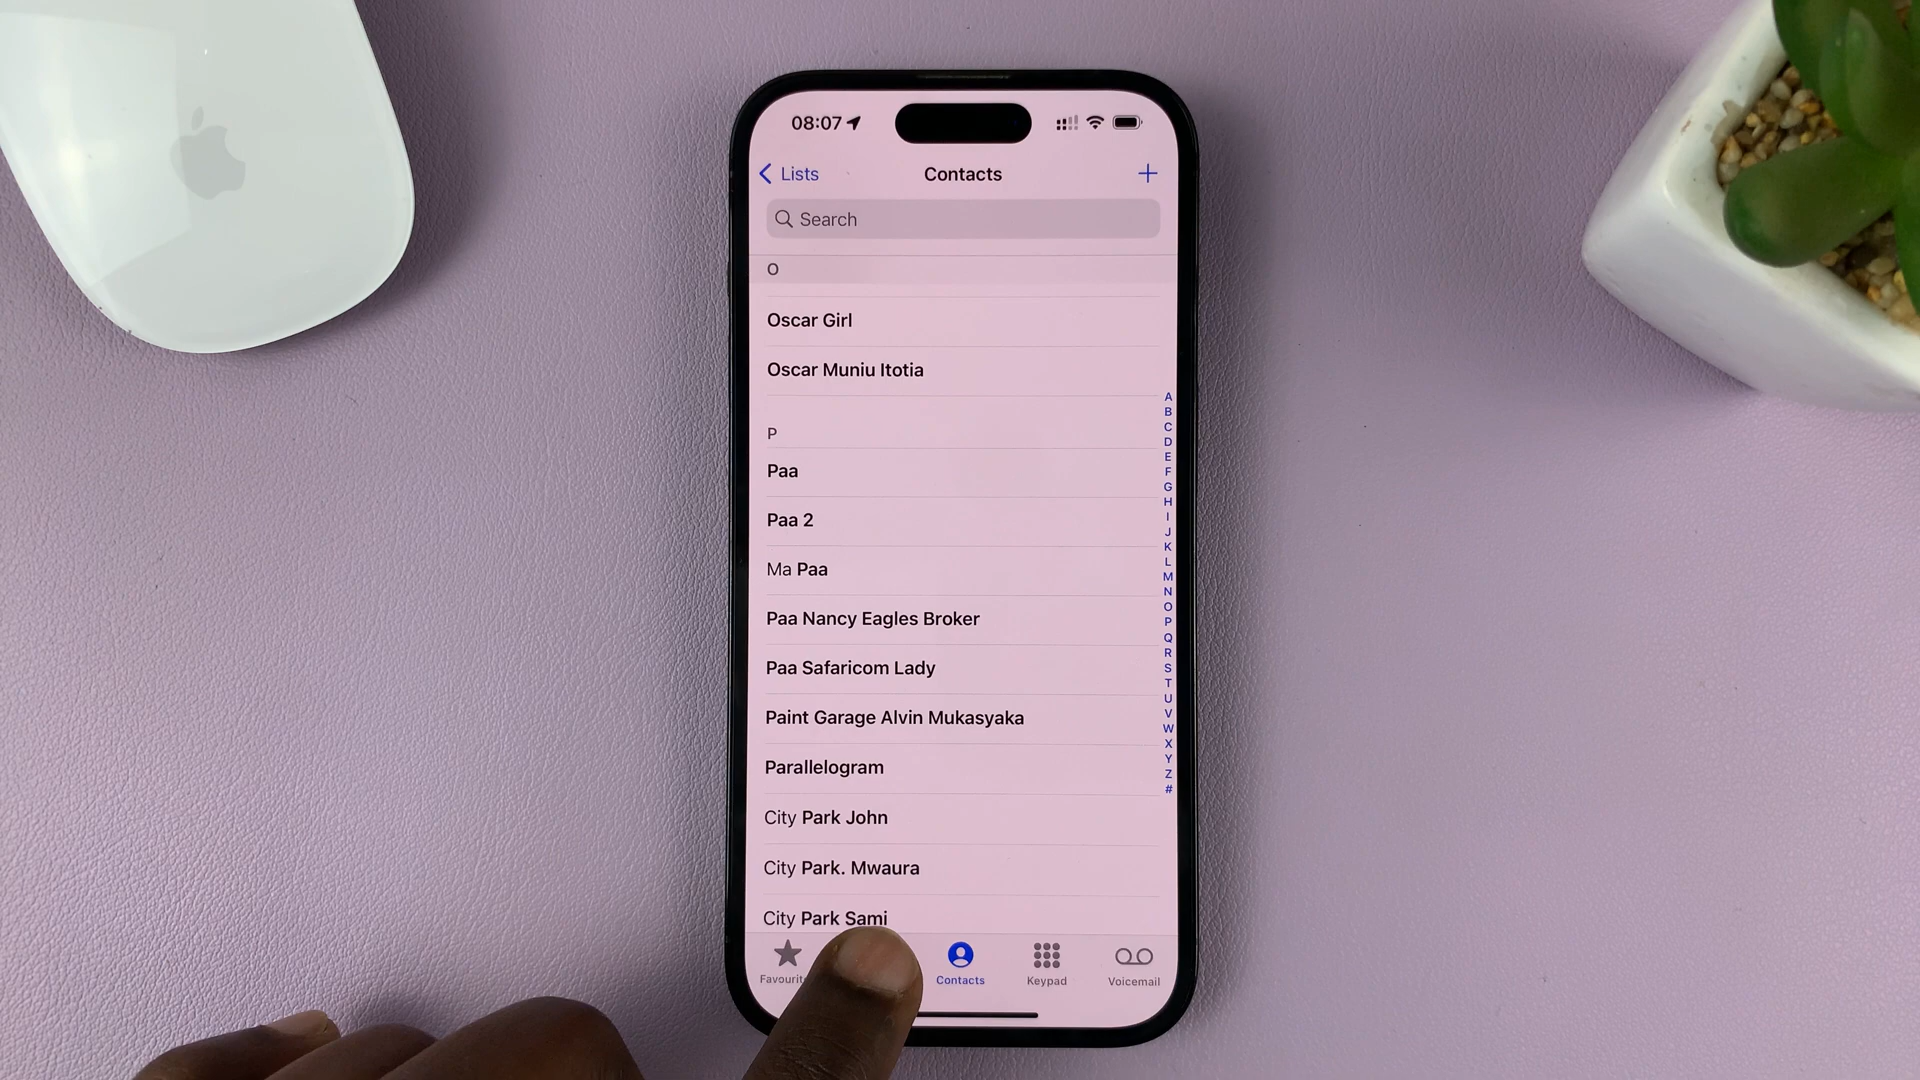 08:07
Lists
Contacts
Search
O
Oscar Girl
Oscar Muniu Itotia
P
Paa
Paa 2
Ma Paa
Paa Nancy Eagles Broker
Paa Safaricom Lady
Paint Garage Alvin Mukasyaka
Parallelogram
City Park John
City Park. Mwaura
City Park Sami
A
B
C
D
E
F
G
H
I
J
K
L
M
N
O
P
Q
R
S
T
U
V
W
X
Y
Z
#
Contacts
Keypad
Voicemail